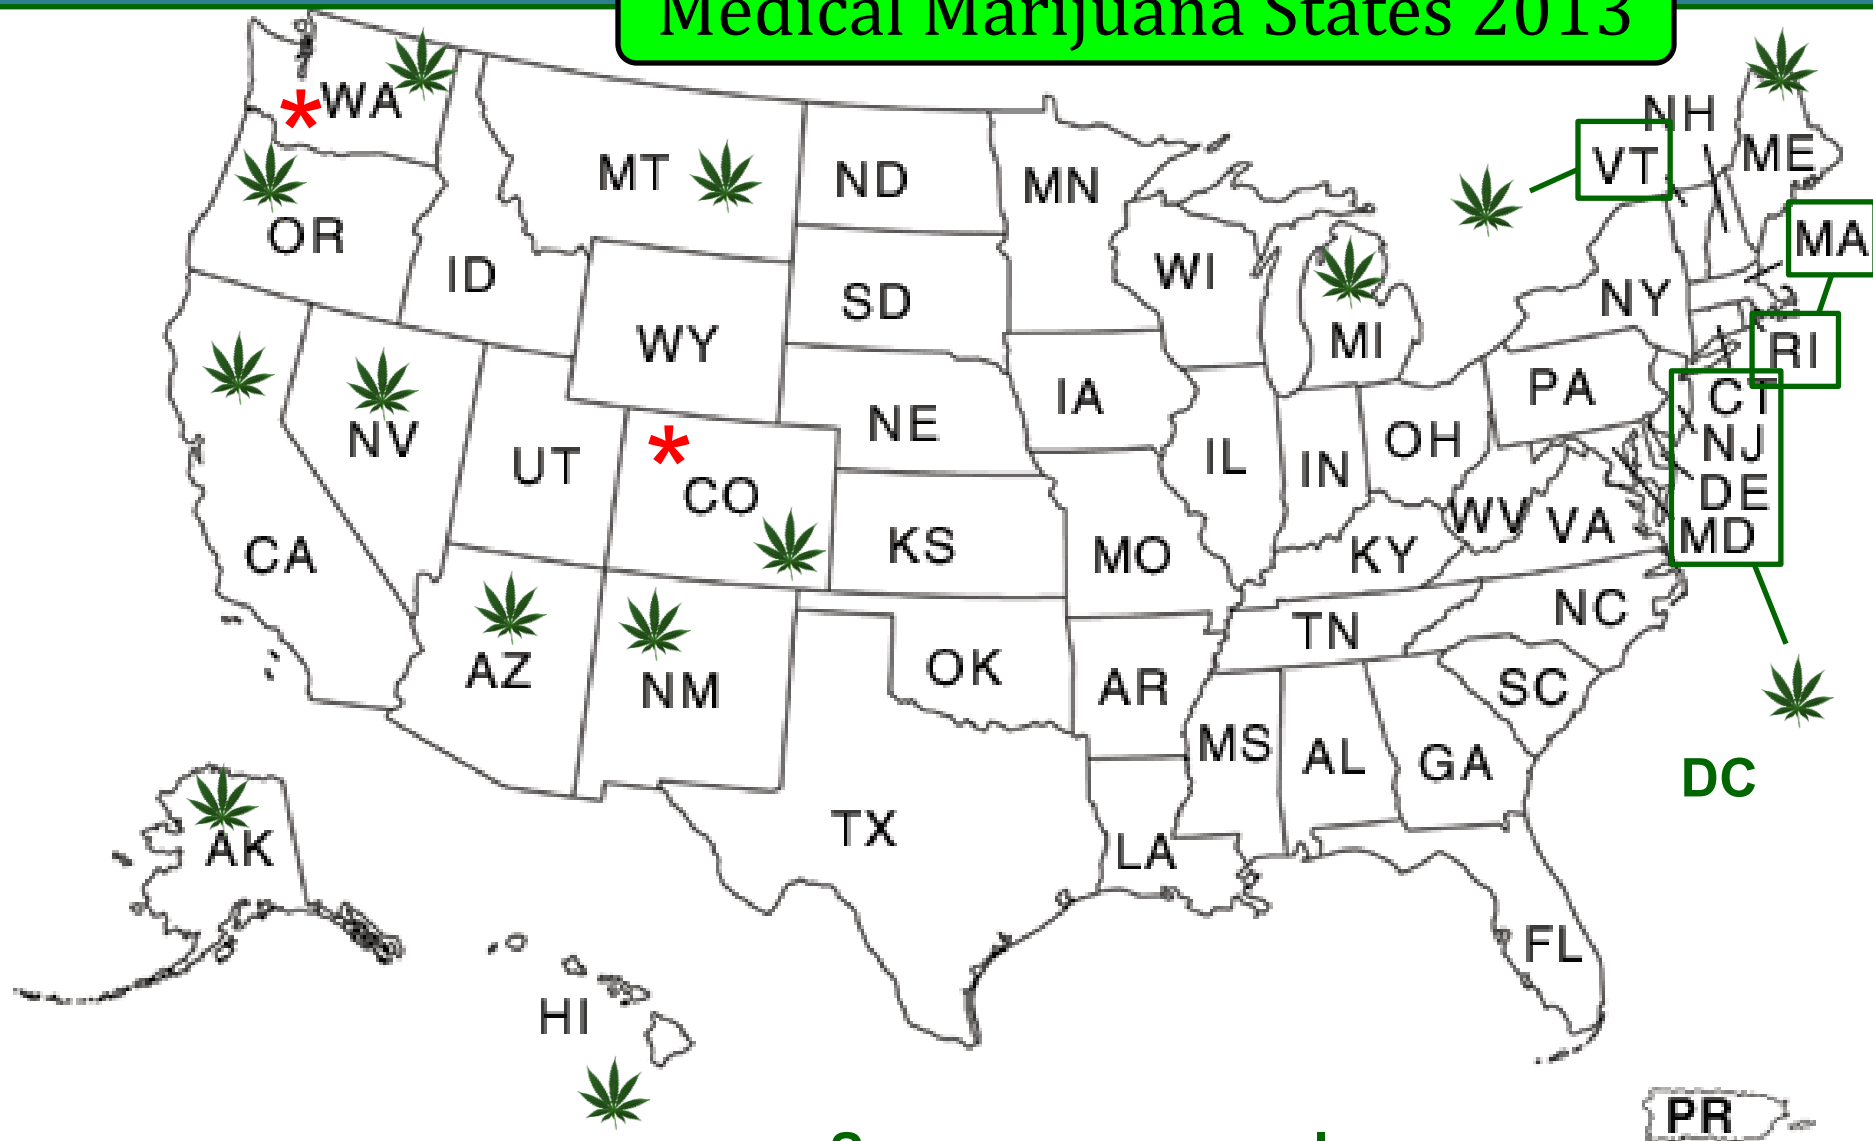 Medical Marijuana States 2013
WA
*
NH
VT
ME
MT
ND
MN
OR
MA
ID
WI
SD
NY
WY
MI
RI
PA
IA
CT
NE
NV
*
OH
NJ
UT
IL
IN
CO
DE
WV
VA
MD
CA
KS
MO
KY
NC
TN
AZ
NM
OK
AR
SC
MS
AL
GA
DC
TX
AK
LA
FL
HI
PR